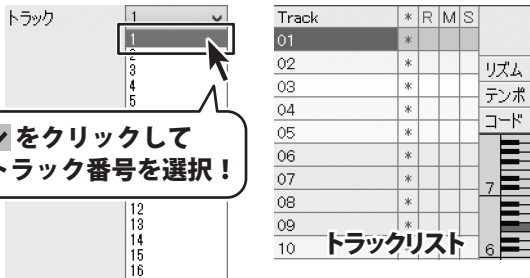 トラック 1
1
2
3
4
5
をクリックして
トラック番号を選択！
12
13
14
15
16
Track * R M S
01 *
02 *
03 *
04 *
05 *
06 *
07 *
08 *
09 *
10
トラックリスト
リズム
テンポ
コード
7
6